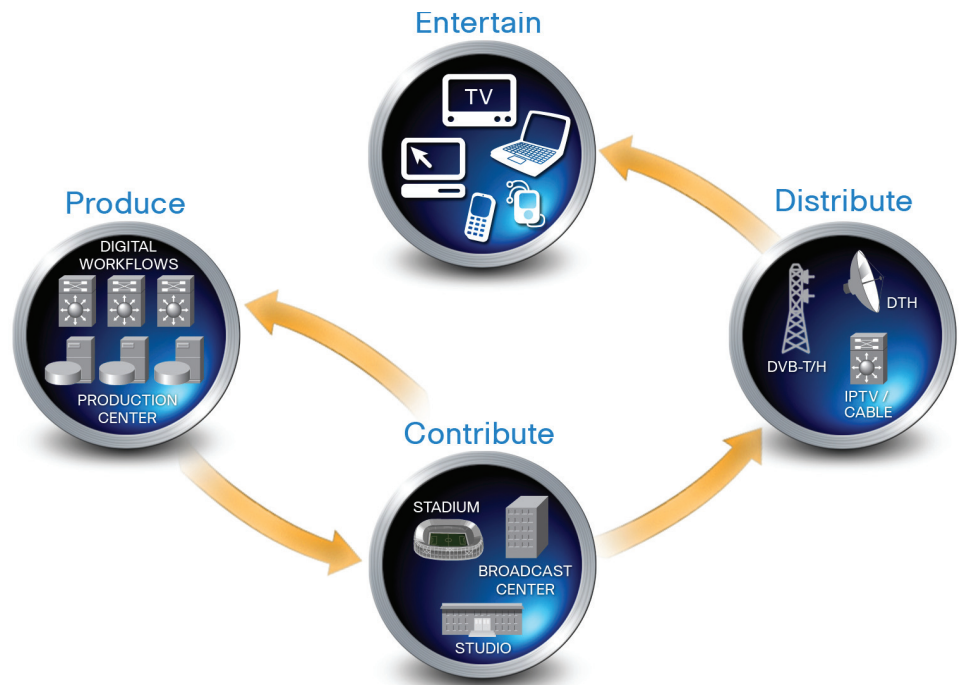 Entertain
TV
Produce
DIGITAL
WORKFLOWS
PRODUCTION
CENTER
Distribute
DTH
DVB-T/H
IPTV /
CABLE
Contribute
STADIUM
BROADCAST
CENTER
STUDIO